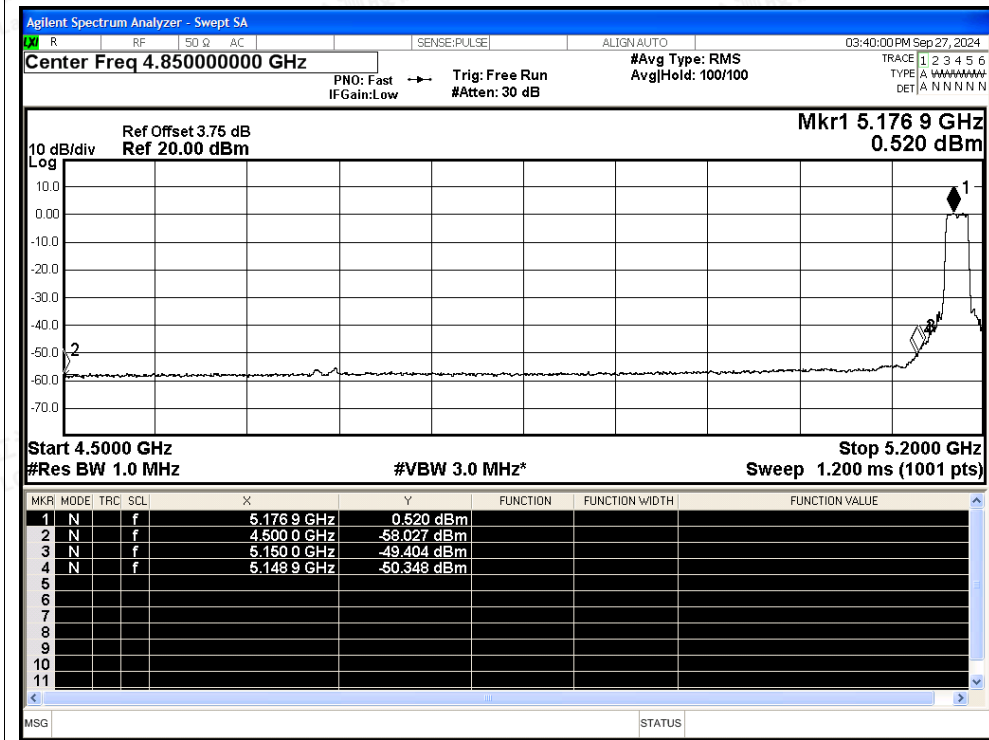 Agilent Spectrum Analyzer - Swept SA
LXI R RF 50 Ω AC SENSE:PULSE ALIGN AUTO 03:40:00 PM Sep 27, 2024
Center Freq 4.850000000 GHz
PNO: Fast
IFGain:Low
Trig: Free Run
#Atten: 30 dB
#Avg Type: RMS
Avg|Hold: 100/100
TRACE 1 2 3 4 5 6
TYPE A WWWWW
DET A N N N N N
Ref Offset 3.75 dB
10 dB/div Ref 20.00 dBm
Log
Mkr1 5.176 9 GHz
0.520 dBm
10.0
0.00
-10.0
-20.0
-30.0
-40.0
-50.0
-60.0
-70.0
1
2
Start 4.5000 GHz Stop 5.2000 GHz
#Res BW 1.0 MHz #VBW 3.0 MHz* Sweep 1.200 ms (1001 pts)
MKR MODE TRC SCL X Y FUNCTION FUNCTION WIDTH FUNCTION VALUE
1 N f 5.176 9 GHz 0.520 dBm
2 N f 4.500 0 GHz -58.027 dBm
3 N f 5.150 0 GHz -49.404 dBm
4 N f 5.148 9 GHz -50.348 dBm
5
6
7
8
9
10
11
MSG STATUS